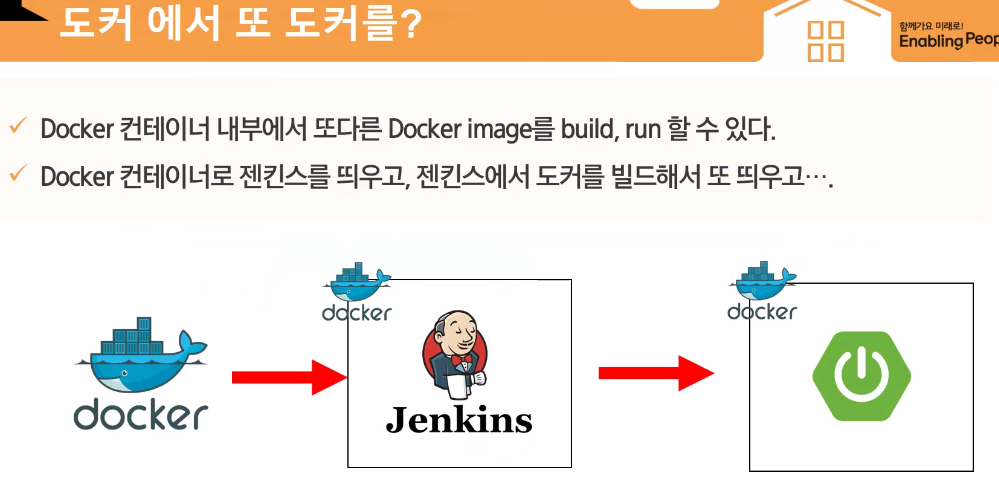 도커 에서 또 도커를?
함께가요 미래로!
Enabling Peop
Docker 컨테이너 내부에서 또다른 Docker image를 build, run 할 수 있다.
Docker 컨테이너로 젠킨스를 띄우고, 젠킨스에서 도커를 빌드해서 또 띄우고….
docker
docker
docker
Jenkins